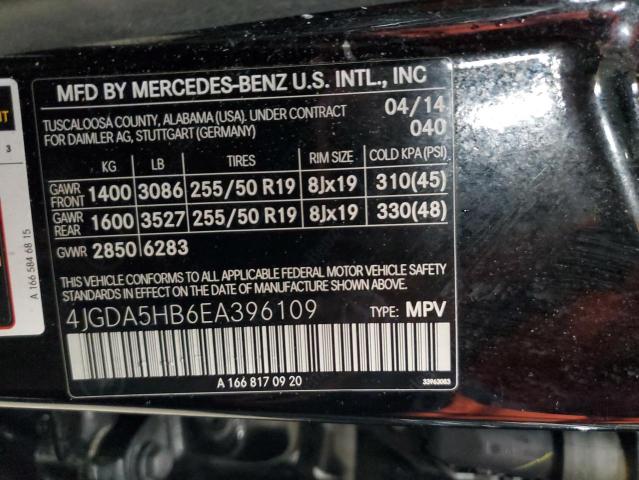 MFD BY MERCEDES-BENZ U.S. INTL., INC
TUSCALOOSA COUNTY, ALABAMA (USA). UNDER CONTRACT 04/14
FOR DAIMLER AG, STUTTGART (GERMANY) 040
KG LB TIRES RIM SIZE COLD KPA(PSI)
GAWR FRONT 1400 3086 255/50 R19 8Jx19 310(45)
GAWR REAR 1600 3527 255/50 R19 8Jx19 330(48)
GVWR 2850 6283
THIS VEHICLE CONFORMS TO ALL APPLICABLE FEDERAL MOTOR VEHICLE SAFETY
STANDARDS IN EFFECT ON THE DATE OF MANUFACTURE SHOWN ABOVE.
4JGDA5HB6EA396109 TYPE: MPV
A 166 817 09 20 33963083
3
A 166 584 68 15